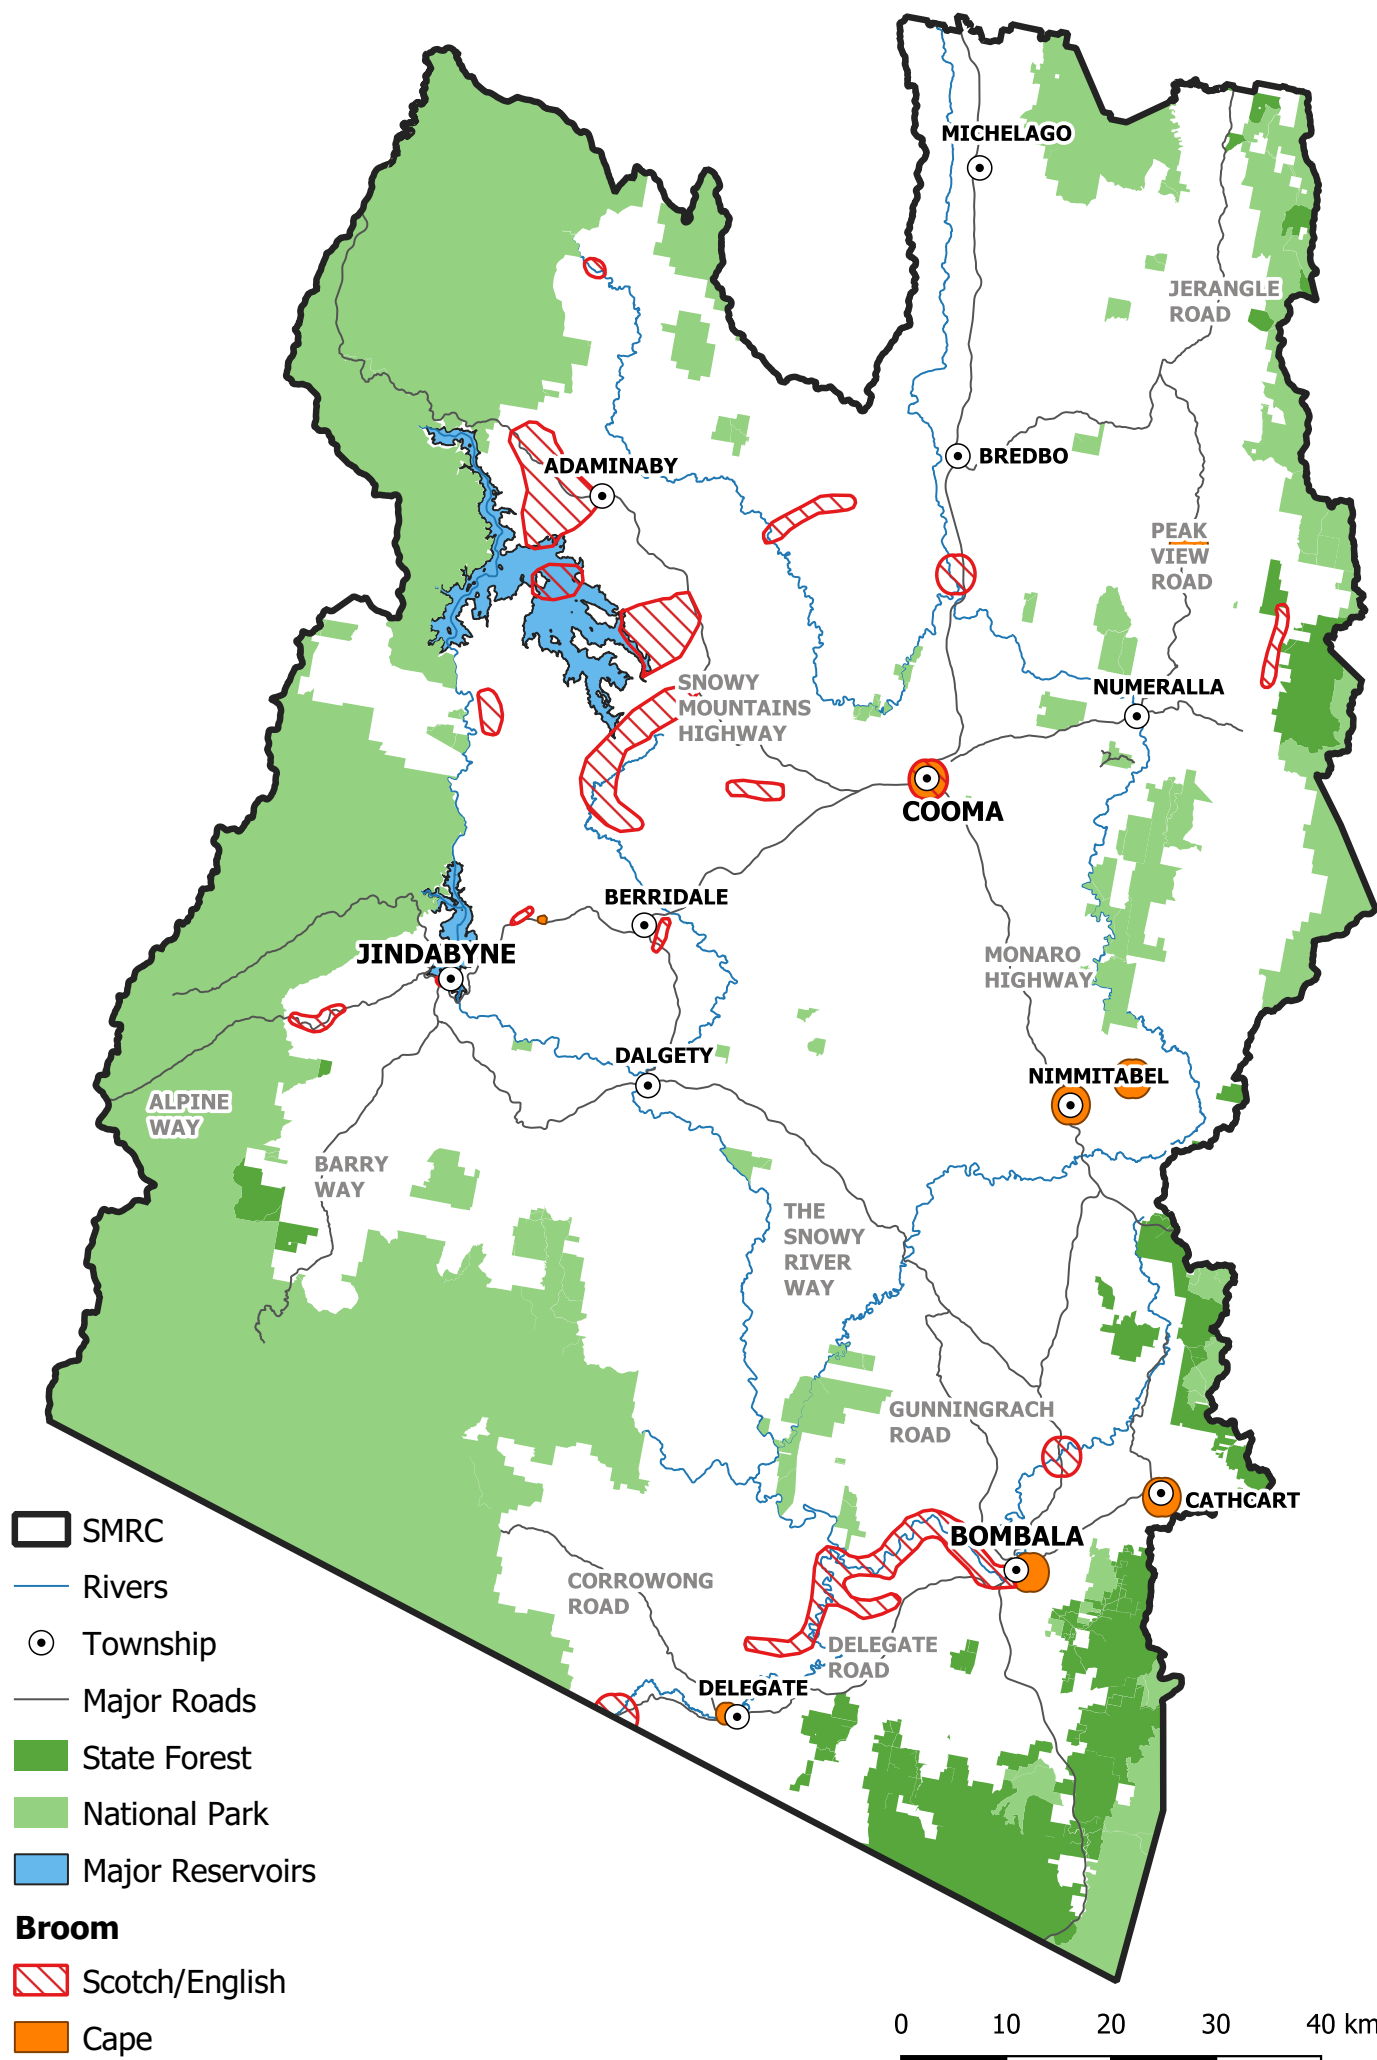 MICHELAGO
JERANGLE
ROAD
ADAMINABY
BREDBO
PEAK
VIEW
ROAD
SNOWY
MOUNTAINS
HIGHWAY
NUMERALLA
COOMA
BERRIDALE
JINDABYNE
MONARO
HIGHWAY
DALGETY
NIMMITABEL
ALPINE
WAY
BARRY
WAY
THE
SNOWY
RIVER
WAY
GUNNINGRACH
ROAD
CATHCART
BOMBALA
CORROWONG
ROAD
DELEGATE
ROAD
DELEGATE
SMRC
Rivers
Township
Major Roads
State Forest
National Park
Major Reservoirs
Broom
Scotch/English
Cape
0 10 20 30 40 km